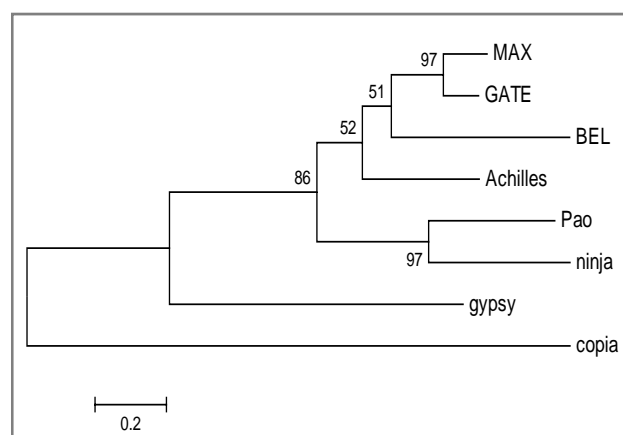 97
MAX
GATE
51
BEL
52
Achilles
86
Pao
97
ninja
gypsy
copia
0.2